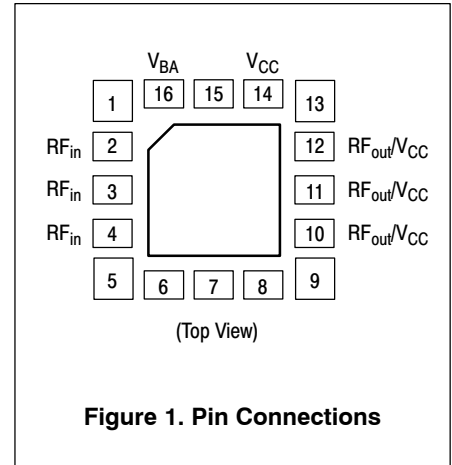 V_BA V_CC
1 16 15 14 13
RF_in 2 12 RF_out/V_CC
RF_in 3 11 RF_out/V_CC
RF_in 4 10 RF_out/V_CC
5 6 7 8 9
(Top View)
Figure 1. Pin Connections